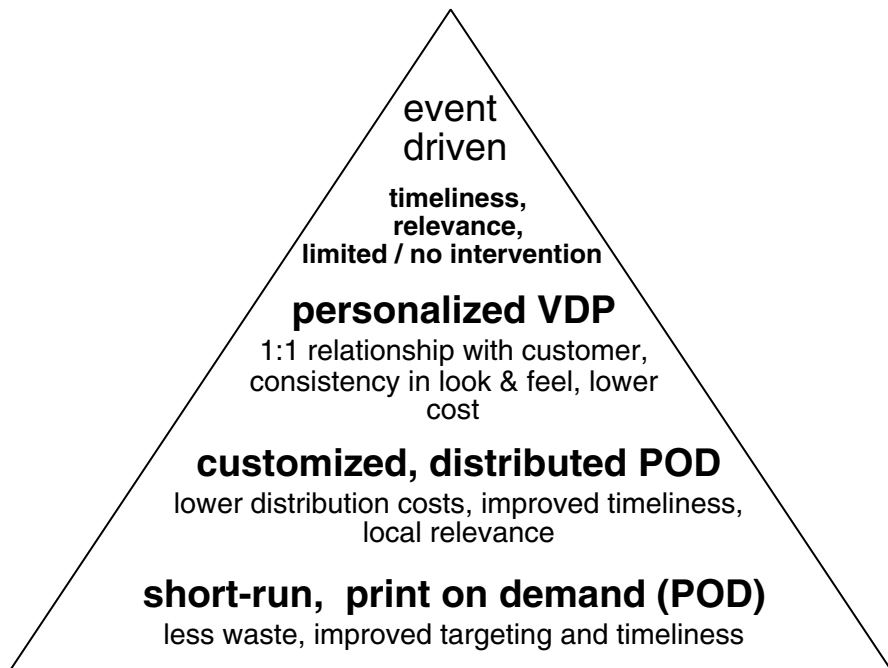 event
driven
timeliness,
relevance,
limited / no intervention
personalized VDP
1:1 relationship with customer,
consistency in look & feel, lower
cost
customized, distributed POD
lower distribution costs, improved timeliness,
local relevance
short-run,  print on demand (POD)
less waste, improved targeting and timeliness